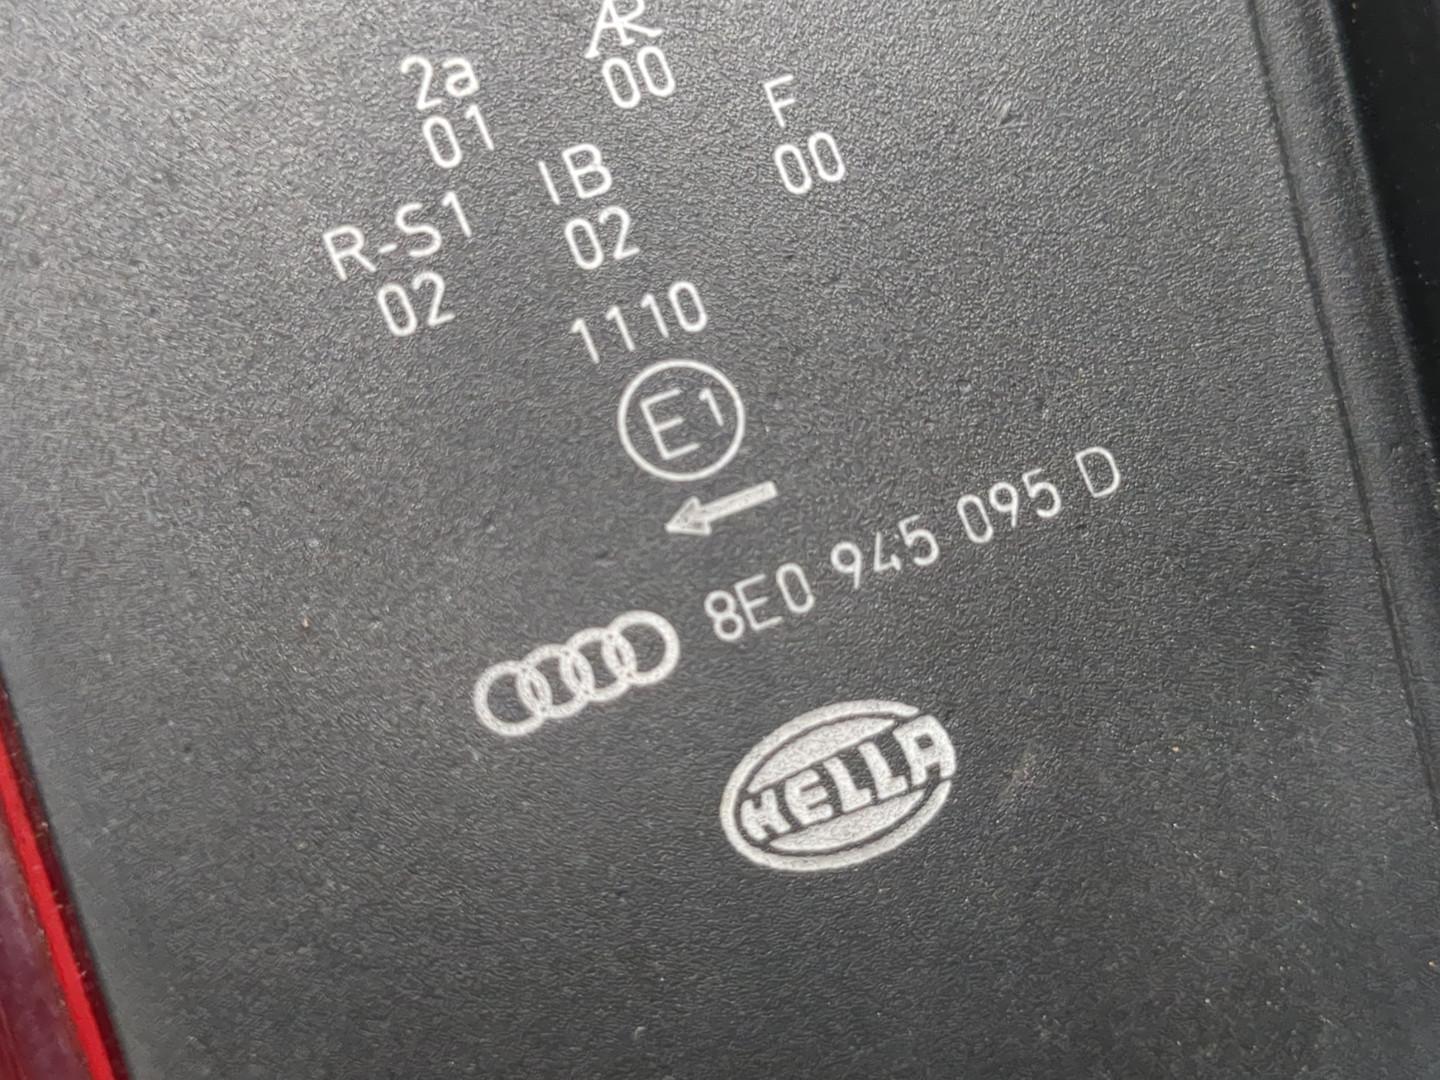 2a AR F
01 00 00
R-S1 IB
02 02
1110
E1
8E0 945 095 D
HELLA